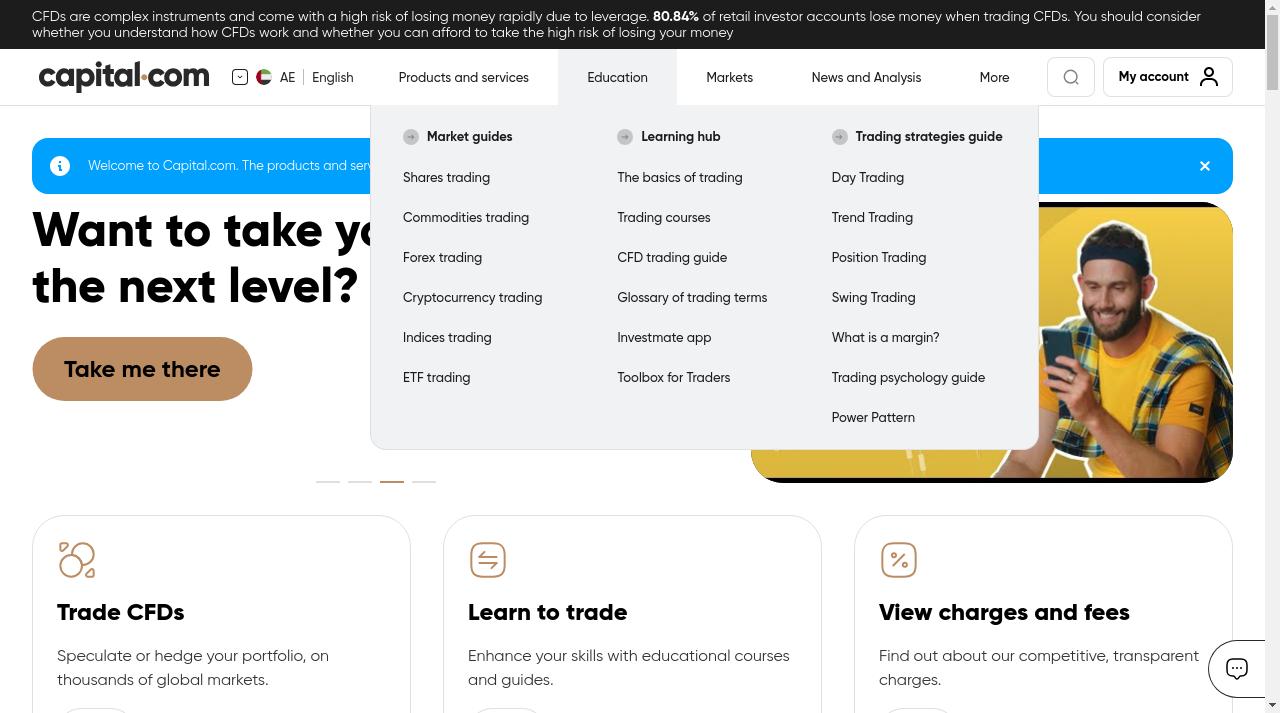 CFDs are complex instruments and come with a high risk of losing money rapidly due to leverage. 80.84% of retail investor accounts lose money when trading CFDs. You should consider
whether you understand how CFDs work and whether you can afford to take the high risk of losing your money
capital.com
AE
English
Products and services
Education
Markets
News and Analysis
More
My account
Market guides
Shares trading
Commodities trading
Forex trading
Cryptocurrency trading
Indices trading
ETF trading
Learning hub
The basics of trading
Trading courses
CFD trading guide
Glossary of trading terms
Investmate app
Toolbox for Traders
Trading strategies guide
Day Trading
Trend Trading
Position Trading
Swing Trading
What is a margin?
Trading psychology guide
Power Pattern
Welcome to Capital.com. The products and
Want to take
the next level?
Take me there
Trade CFDs
Speculate or hedge your portfolio, on
thousands of global markets.
Learn to trade
Enhance your skills with educational courses
and guides.
View charges and fees
Find out about our competitive, transparent
charges.